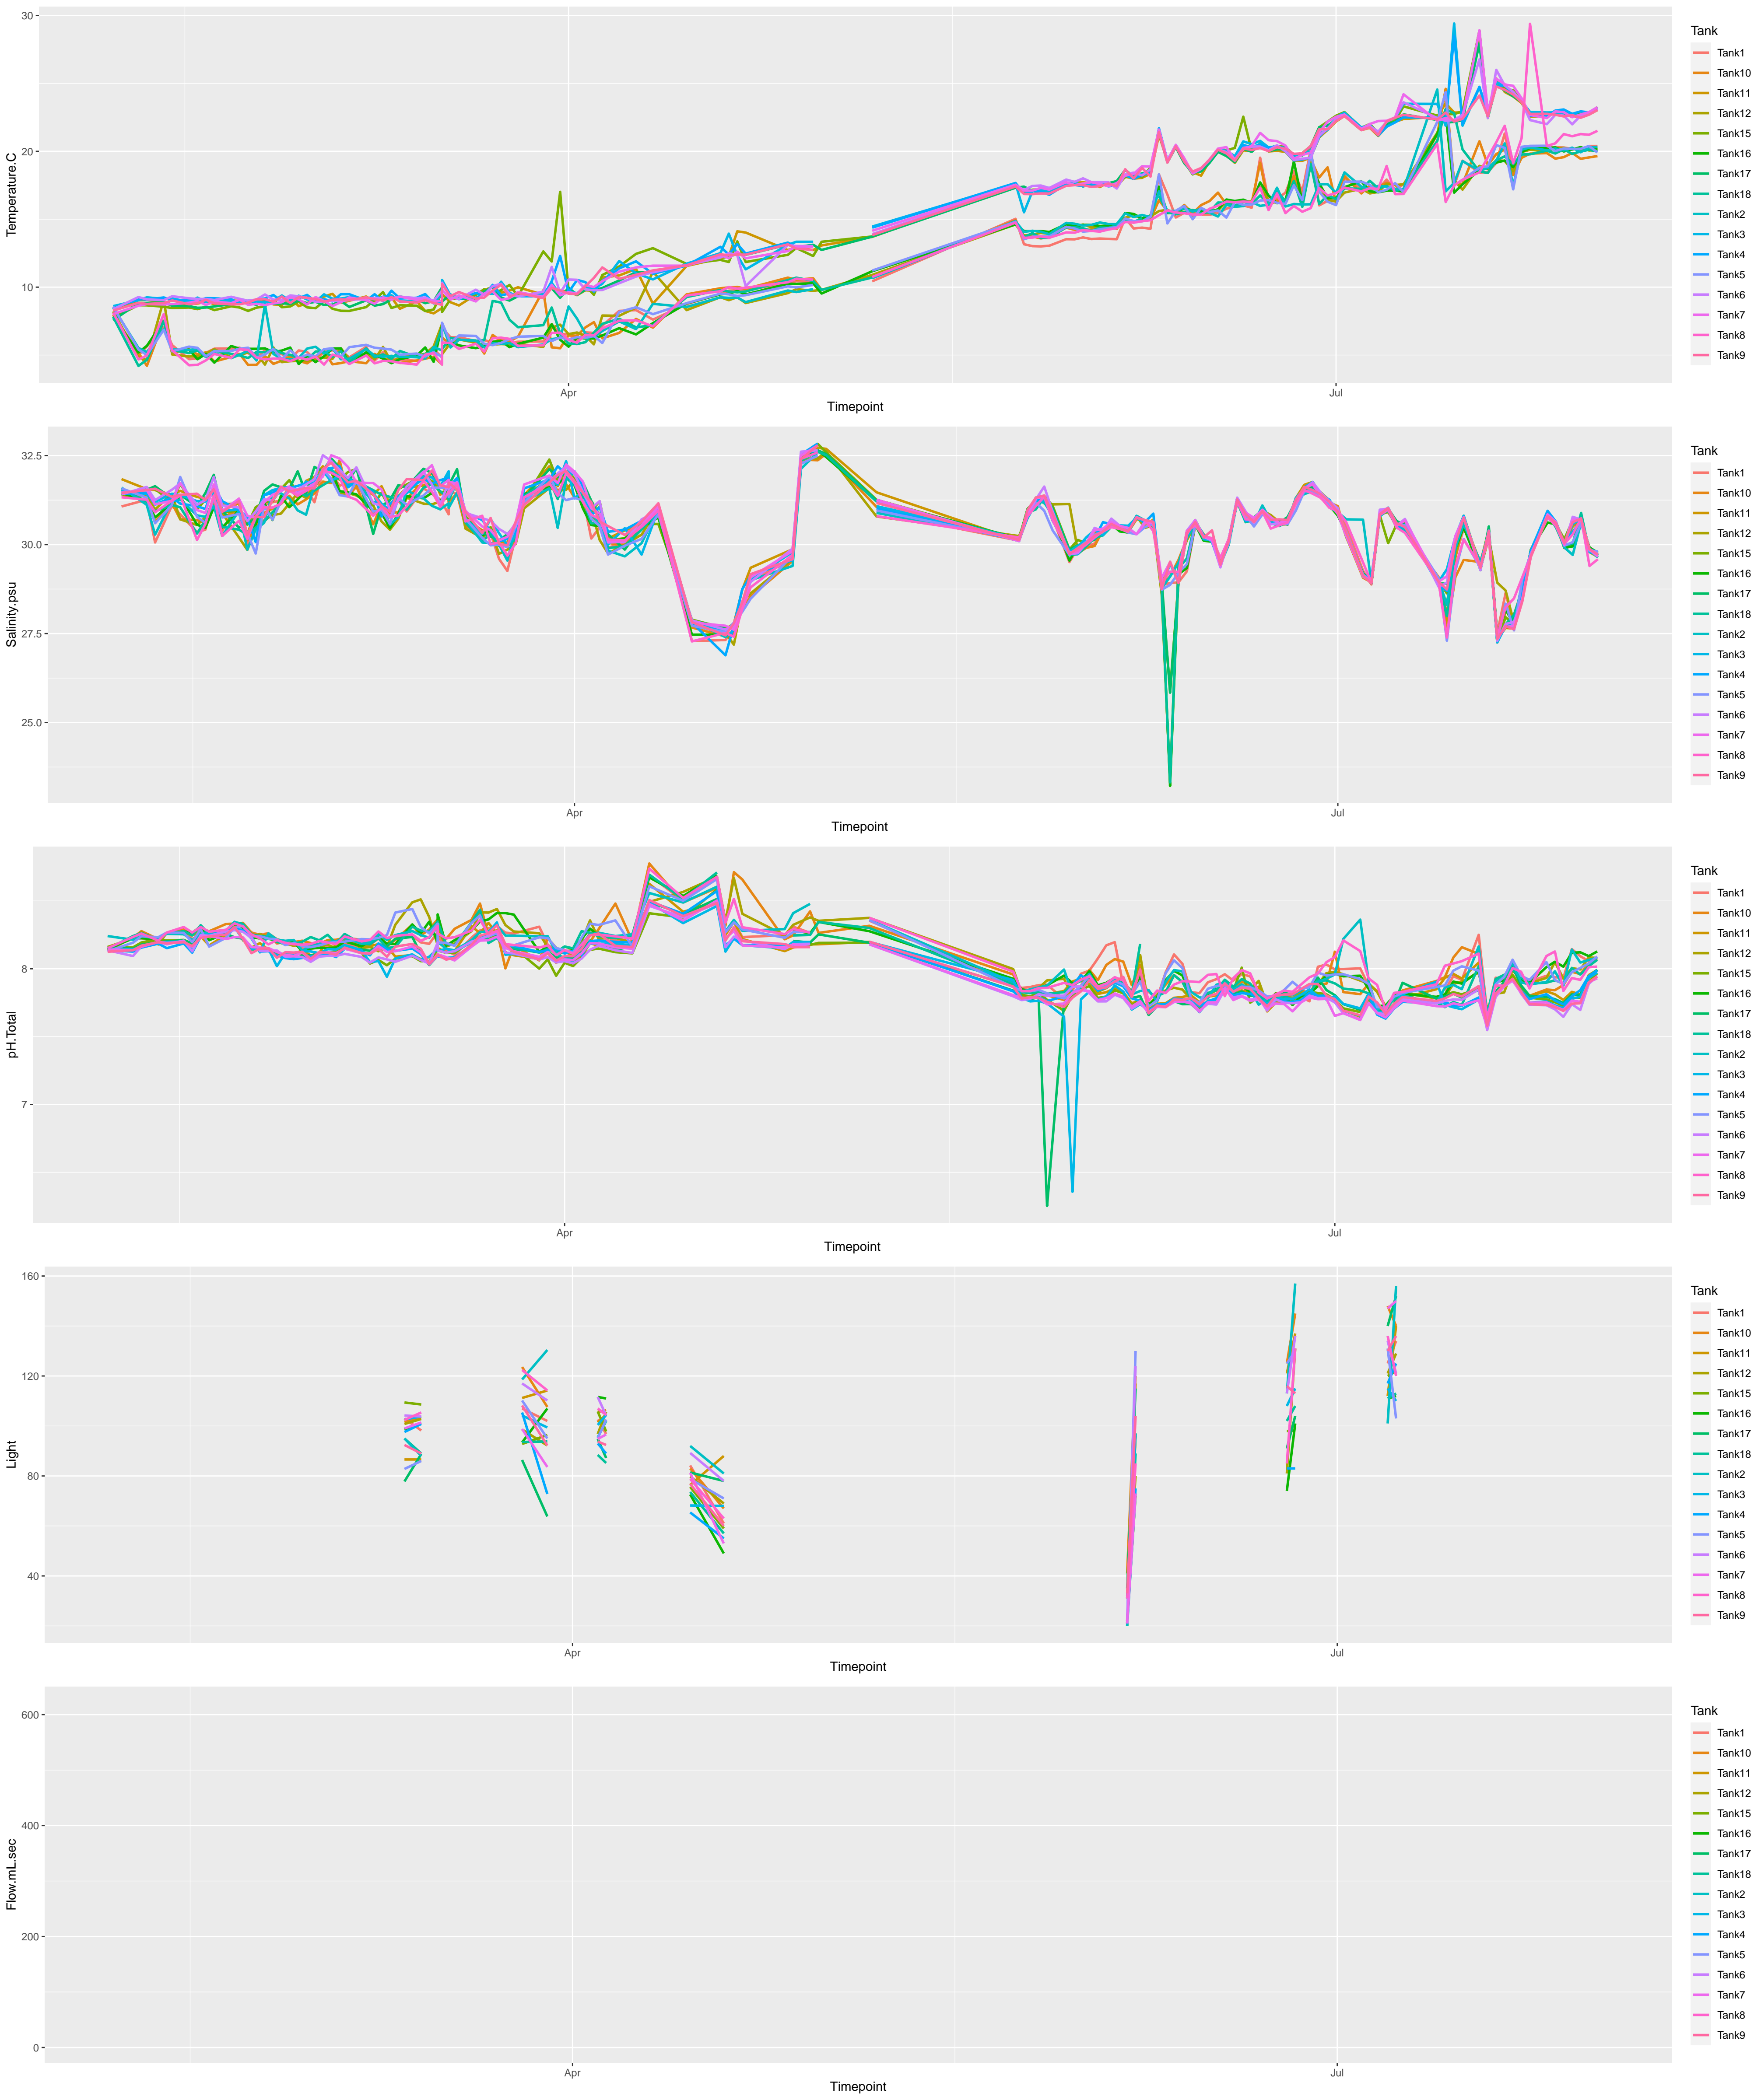 Temperature.C
30
20
10
Apr
Jul
Timepoint
Tank
Tank1
Tank10
Tank11
Tank12
Tank15
Tank16
Tank17
Tank18
Tank2
Tank3
Tank4
Tank5
Tank6
Tank7
Tank8
Tank9
Salinity.psu
32.5
30.0
27.5
25.0
Apr
Jul
Timepoint
Tank
Tank1
Tank10
Tank11
Tank12
Tank15
Tank16
Tank17
Tank18
Tank2
Tank3
Tank4
Tank5
Tank6
Tank7
Tank8
Tank9
pH.Total
8
7
Apr
Jul
Timepoint
Tank
Tank1
Tank10
Tank11
Tank12
Tank15
Tank16
Tank17
Tank18
Tank2
Tank3
Tank4
Tank5
Tank6
Tank7
Tank8
Tank9
Light
160
120
80
40
Apr
Jul
Timepoint
Tank
Tank1
Tank10
Tank11
Tank12
Tank15
Tank16
Tank17
Tank18
Tank2
Tank3
Tank4
Tank5
Tank6
Tank7
Tank8
Tank9
Flow.mL.sec
600
400
200
0
Apr
Jul
Timepoint
Tank
Tank1
Tank10
Tank11
Tank12
Tank15
Tank16
Tank17
Tank18
Tank2
Tank3
Tank4
Tank5
Tank6
Tank7
Tank8
Tank9